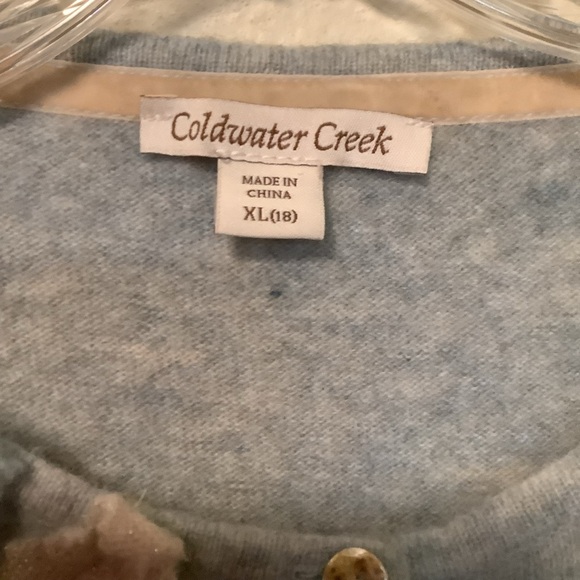 Coldwater Creek
MADE IN
CHINA
XL(18)